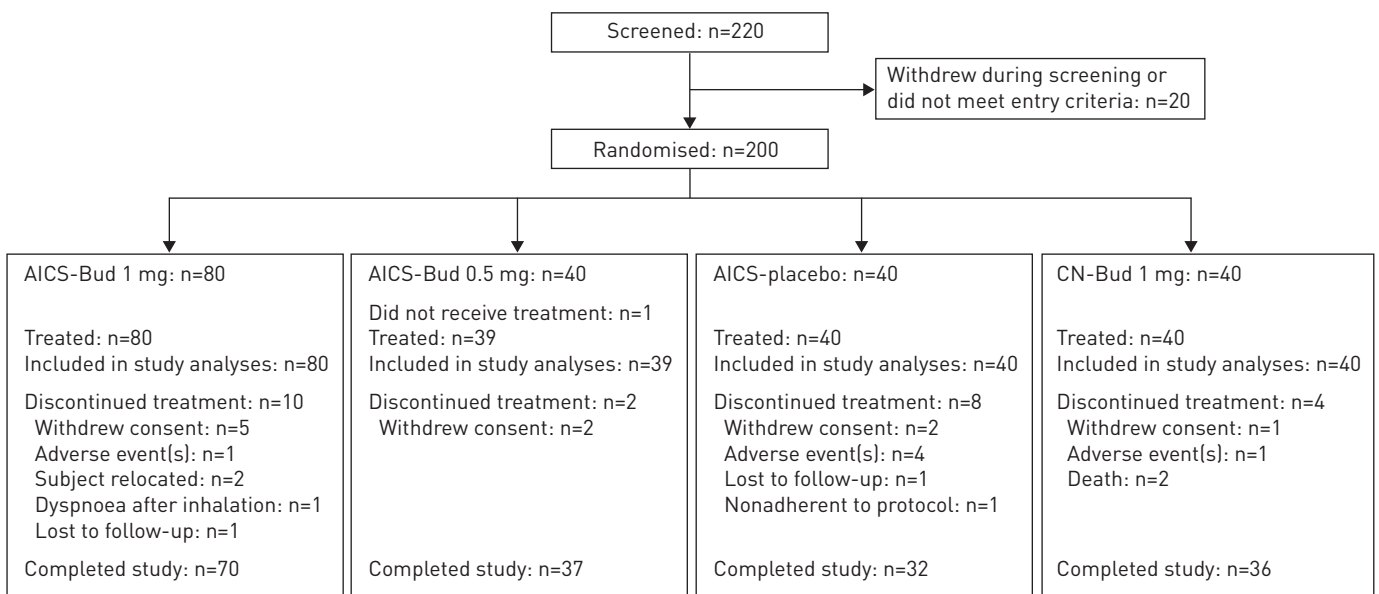 Screened: n=220
Withdrew during screening or
did not meet entry criteria: n=20
Randomised: n=200
AICS-Bud 1 mg: n=80
Treated: n=80
Included in study analyses: n=80
Discontinued treatment: n=10
Withdrew consent: n=5
Adverse event(s): n=1
Subject relocated: n=2
Dyspnoea after inhalation: n=1
Lost to follow-up: n=1
Completed study: n=70
AICS-Bud 0.5 mg: n=40
Did not receive treatment: n=1
Treated: n=39
Included in study analyses: n=39
Discontinued treatment: n=2
Withdrew consent: n=2
Completed study: n=37
AICS-placebo: n=40
Treated: n=40
Included in study analyses: n=40
Discontinued treatment: n=8
Withdrew consent: n=2
Adverse event(s): n=4
Lost to follow-up: n=1
Nonadherent to protocol: n=1
Completed study: n=32
CN-Bud 1 mg: n=40
Treated: n=40
Included in study analyses: n=40
Discontinued treatment: n=4
Withdrew consent: n=1
Adverse event(s): n=1
Death: n=2
Completed study: n=36